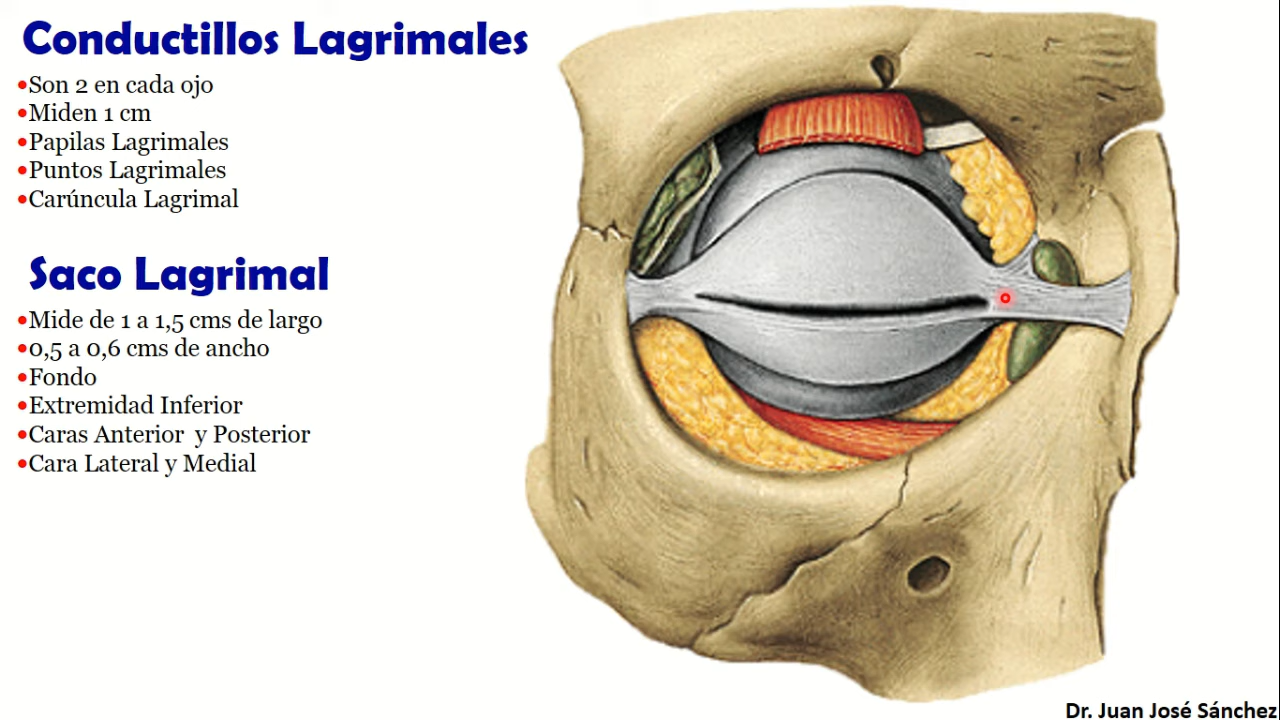 Conductillos Lagrimales
•Son 2 en cada ojo
•Miden 1 cm
•Papilas Lagrimales
•Puntos Lagrimales
•Carúncula Lagrimal
Saco Lagrimal
•Mide de 1 a 1,5 cms de largo
•0,5 a 0,6 cms de ancho
•Fondo
•Extremidad Inferior
•Caras Anterior y Posterior
•Cara Lateral y Medial
Dr. Juan José Sánchez